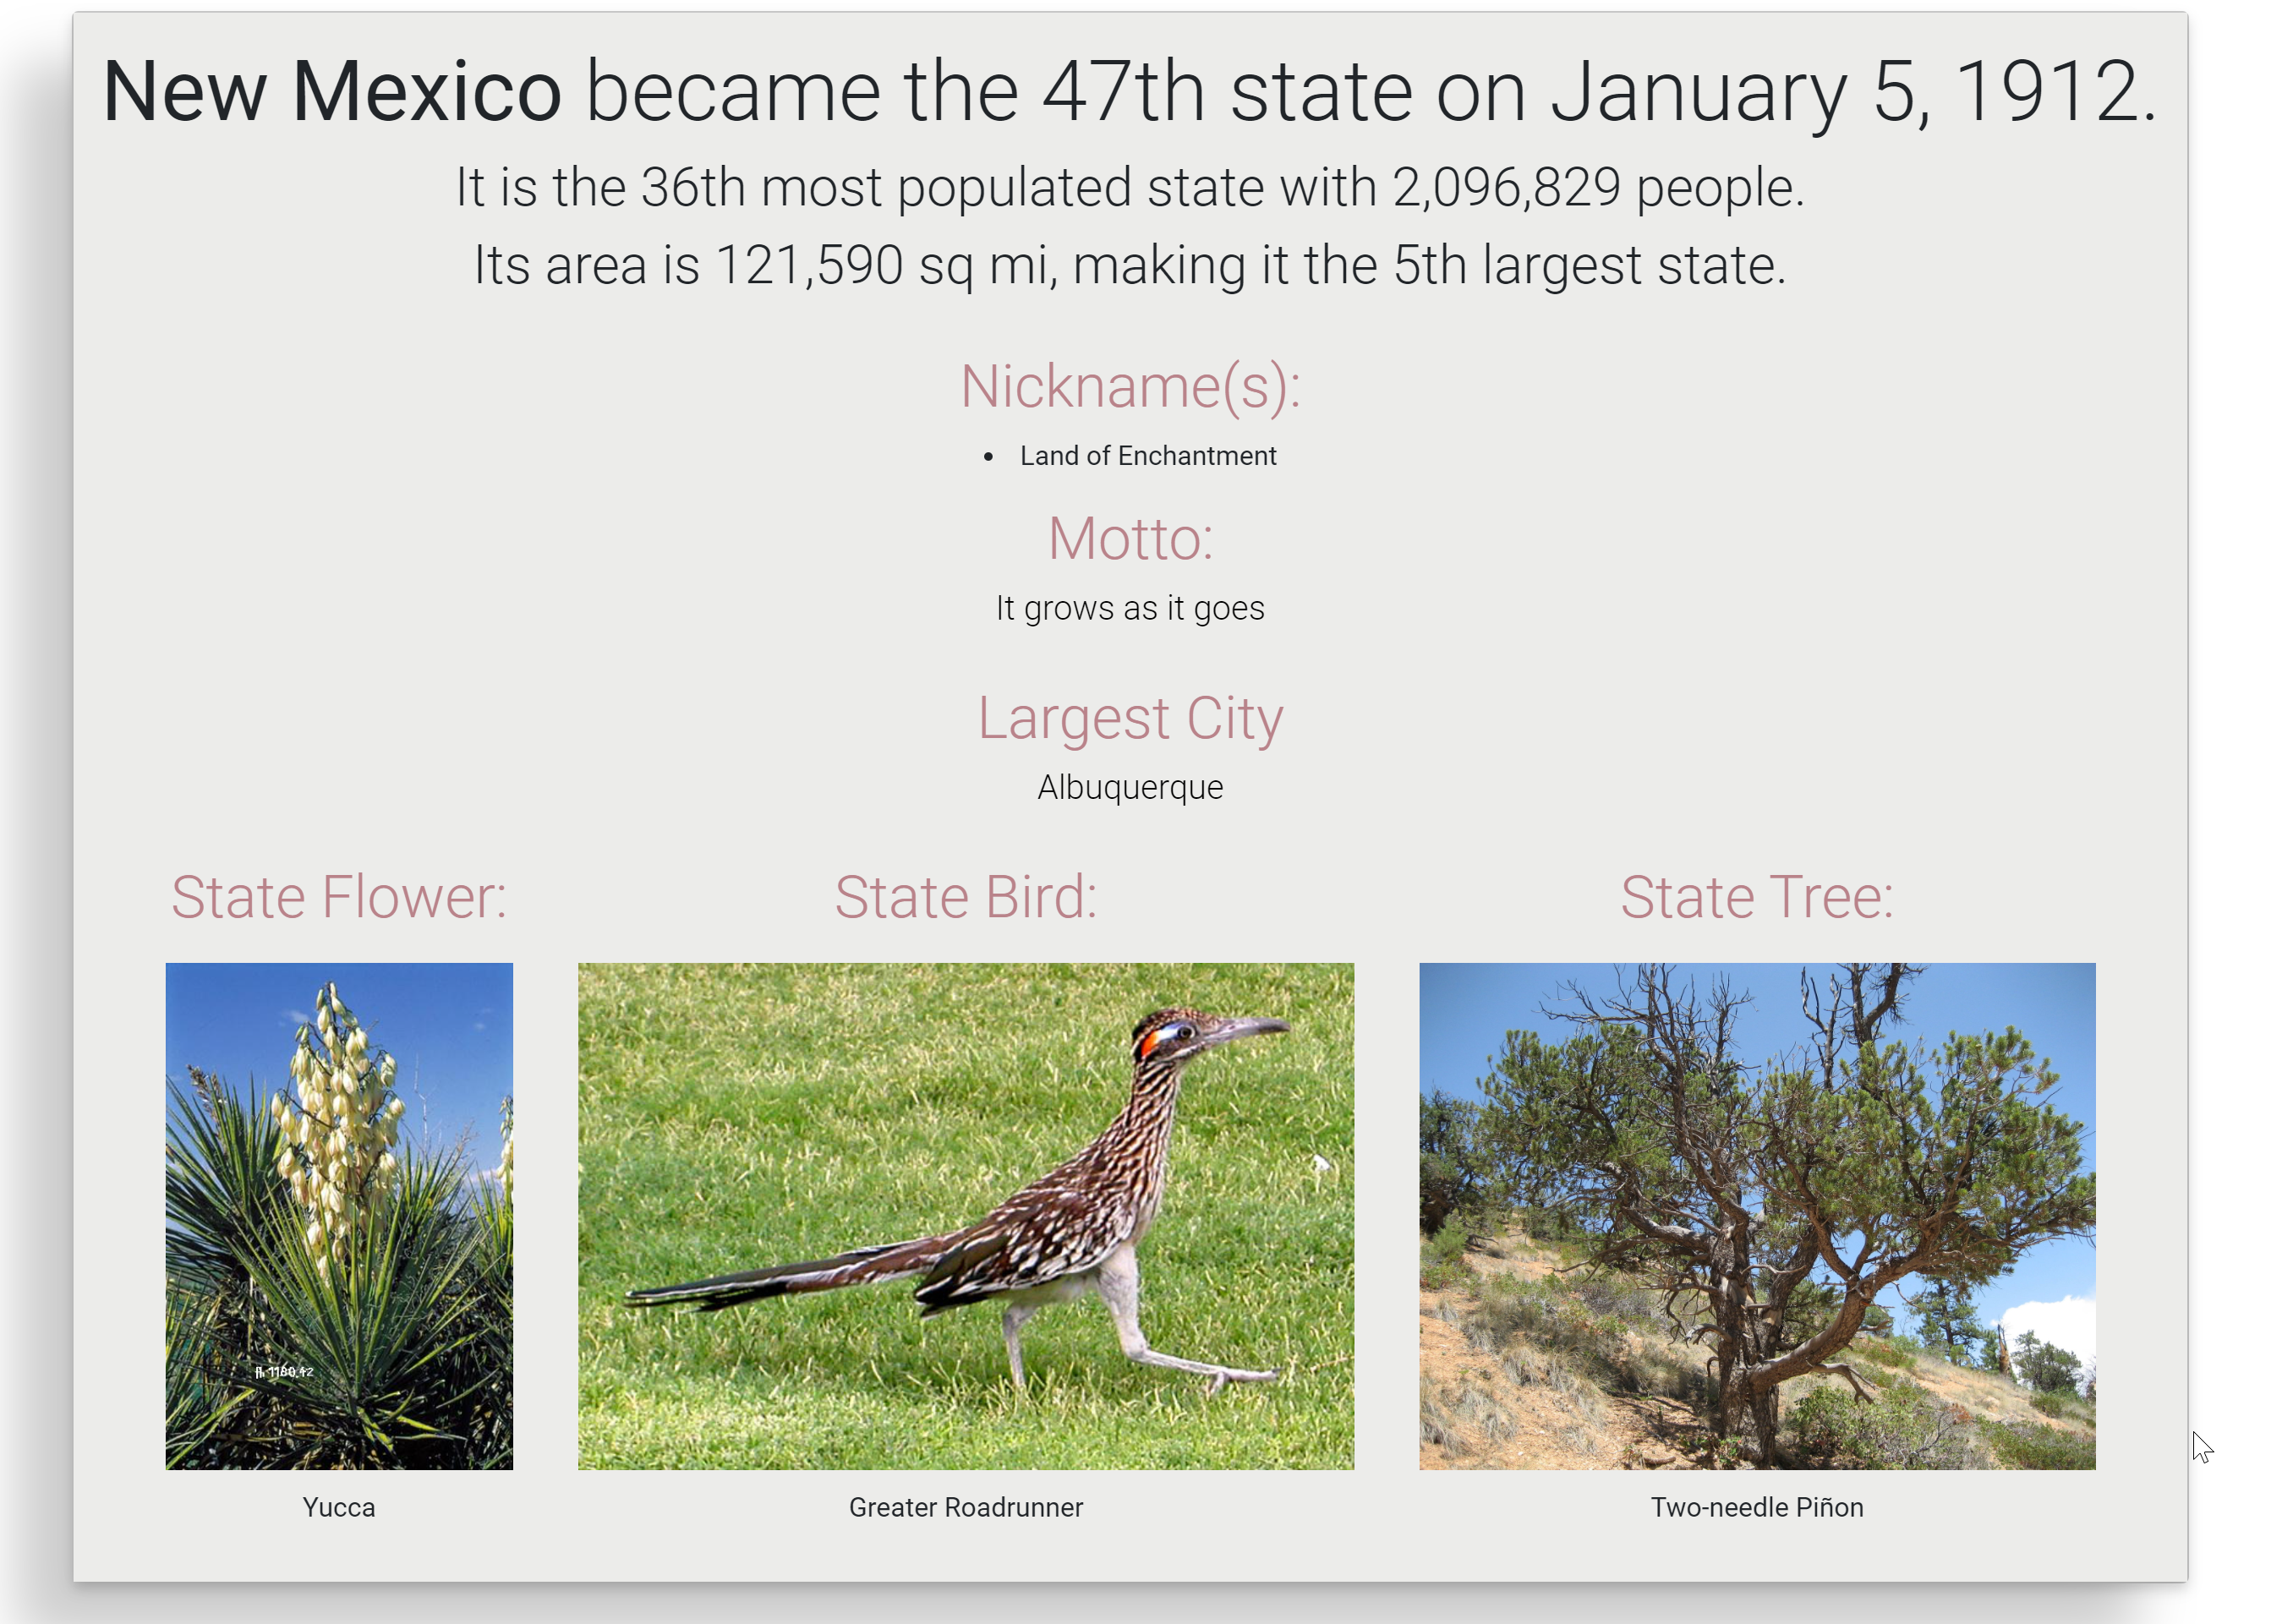 New Mexico became the 47th state on January 5, 1912.
It is the 36th most populated state with 2,096,829 people.
Its area is 121,590 sq mi, making it the 5th largest state.
Nickname(s):
• Land of Enchantment
Motto:
It grows as it goes
Largest City
Albuquerque
State Flower:
State Bird:
State Tree:
Yucca
Greater Roadrunner
Two-needle Piñon